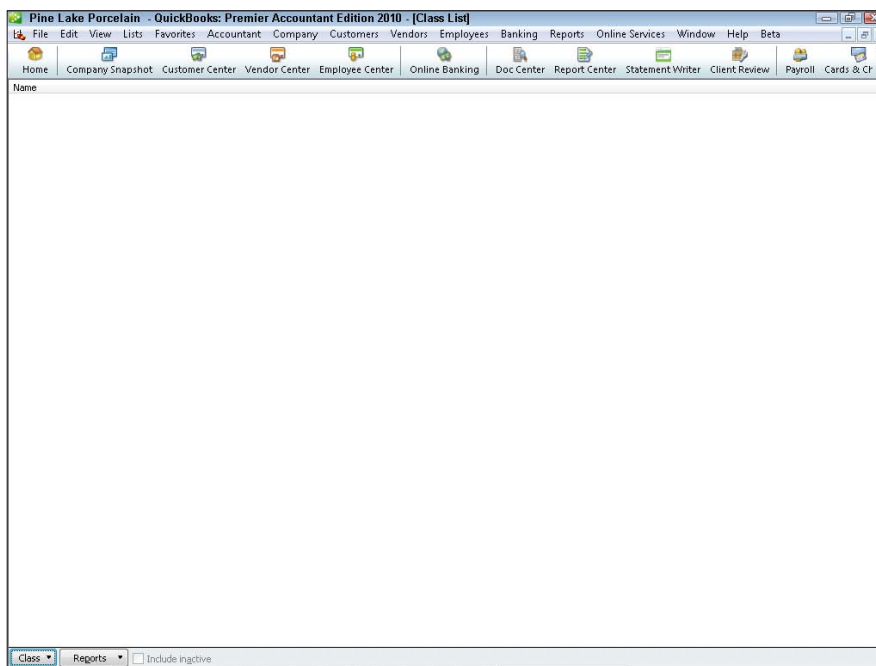 Pine Lake Porcelain - QuickBooks: Premier Accountant Edition 2010 - [Class List]
File Edit View Lists Favorites Accountant Company Customers Vendors Employees Banking Reports Online Services Window Help Beta
Home Company Snapshot Customer Center Vendor Center Employee Center Online Banking Doc Center Report Center Statement Writer Client Review Payroll Cards & Ch
Name
Class Reports Include inactive